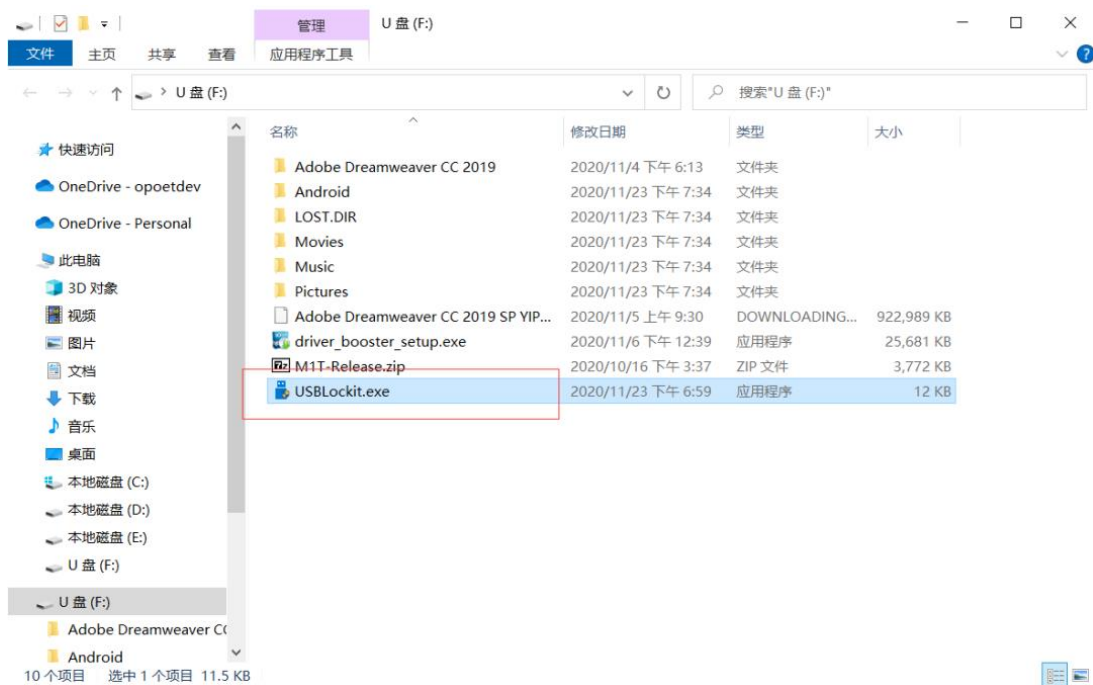 管理
U 盘 (F:)
文件
主页
共享
查看
应用程序工具
?
U 盘 (F:)
搜索"U 盘 (F:)"
名称
修改日期
类型
大小
Adobe Dreamweaver CC 2019 2020/11/4 下午 6:13 文件夹
Android 2020/11/23 下午 7:34 文件夹
LOST.DIR 2020/11/23 下午 7:34 文件夹
Movies 2020/11/23 下午 7:34 文件夹
Music 2020/11/23 下午 7:34 文件夹
Pictures 2020/11/23 下午 7:34 文件夹
Adobe Dreamweaver CC 2019 SP YIP... 2020/11/5 上午 9:30 DOWNLOADING... 922,989 KB
driver_booster_setup.exe 2020/11/6 下午 12:39 应用程序 25,681 KB
M1T-Release.zip 2020/10/16 下午 3:37 ZIP 文件 3,772 KB
USBLockit.exe 2020/11/23 下午 6:59 应用程序 12 KB
快速访问
OneDrive - opoetdev
OneDrive - Personal
此电脑
3D 对象
视频
图片
文档
下载
音乐
桌面
本地磁盘 (C:)
本地磁盘 (D:)
本地磁盘 (E:)
U 盘 (F:)
U 盘 (F:)
Adobe Dreamweaver C
Android
10 个项目 选中 1 个项目 11.5 KB